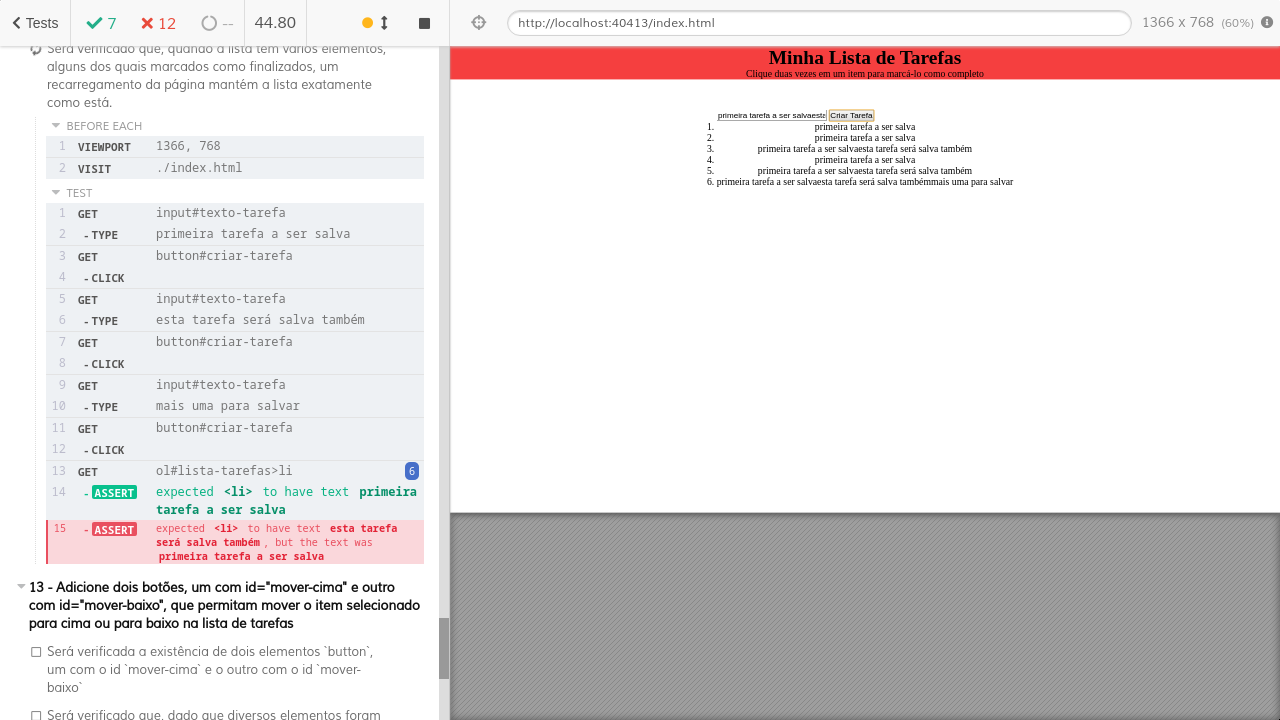 Tests 7 12 -- 44.80 http://localhost:40413/index.html 1366 x 768 (60%)
Será verificado que, quando a lista tem vários elementos,
alguns dos quais marcados como finalizados, um
recarregamento da página mantém a lista exatamente
como está.
BEFORE EACH
1 VIEWPORT 1366, 768
2 VISIT ./index.html
TEST
1 GET input#texto-tarefa
2 -TYPE primeira tarefa a ser salva
3 GET button#criar-tarefa
4 -CLICK
5 GET input#texto-tarefa
6 -TYPE esta tarefa será salva também
7 GET button#criar-tarefa
8 -CLICK
9 GET input#texto-tarefa
10 -TYPE mais uma para salvar
11 GET button#criar-tarefa
12 -CLICK
13 GET ol#lista-tarefas>li 6
14 -ASSERT expected <li> to have text primeira
tarefa a ser salva
15 -ASSERT expected <li> to have text esta tarefa
será salva também , but the text was
primeira tarefa a ser salva
13 - Adicione dois botões, um com id="mover-cima" e outro
com id="mover-baixo", que permitam mover o item selecionado
para cima ou para baixo na lista de tarefas
Será verificada a existência de dois elementos `button`,
um com o id `mover-cima` e o outro com o id `mover-
baixo`
Será verificado que, dado que diversos elementos foram
Minha Lista de Tarefas
Clique duas vezes em um item para marcá-lo como completo
primeira tarefa a ser salvaesta Criar Tarefa
1. primeira tarefa a ser salva
2. primeira tarefa a ser salva
3. primeira tarefa a ser salvaesta tarefa será salva também
4. primeira tarefa a ser salva
5. primeira tarefa a ser salvaesta tarefa será salva também
6. primeira tarefa a ser salvaesta tarefa será salva tambémmais uma para salvar